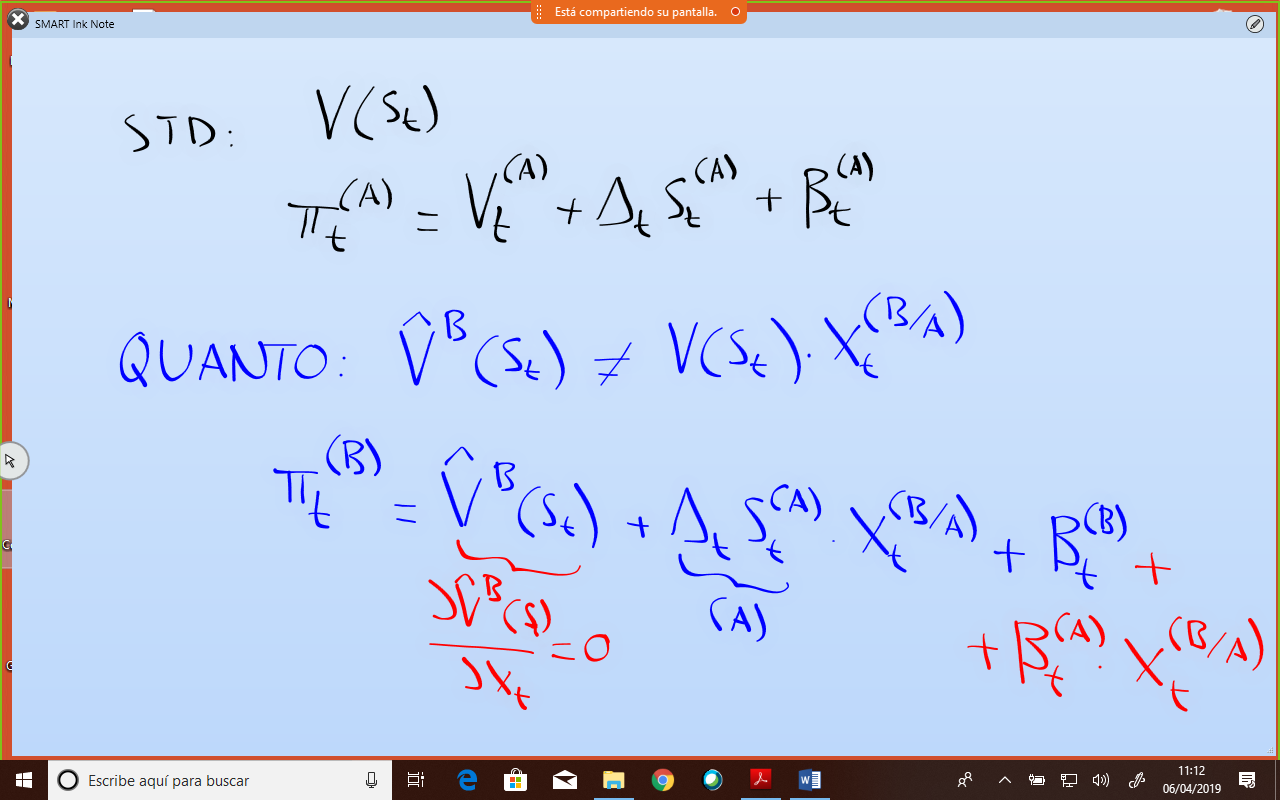 Está compartiendo su pantalla.
SMART Ink Note
STD: V(S_t)
π_t^(A) = V_t^(A) + Δ_t S_t^(A) + B_t^(A)
QUANTO: V̂^B(S_t) ≠ V(S_t) · X_t^(B/A)
π_t^(B) = V̂^B(S_t) + Δ_t S_t^(A) · X_t^(B/A) + B_t^(B) +
(A)
∂V̂^B(S_t)/∂X_t = 0
+ B_t^(A) · X_t^(B/A)
Escribe aquí para buscar
11:12
06/04/2019